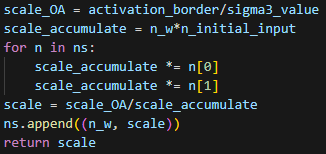 scale_OA = activation_border/sigma3_value
scale_accumulate = n_w*n_initial_input
for n in ns:
    scale_accumulate *= n[0]
    scale_accumulate *= n[1]
scale = scale_OA/scale_accumulate
ns.append((n_w, scale))
return scale